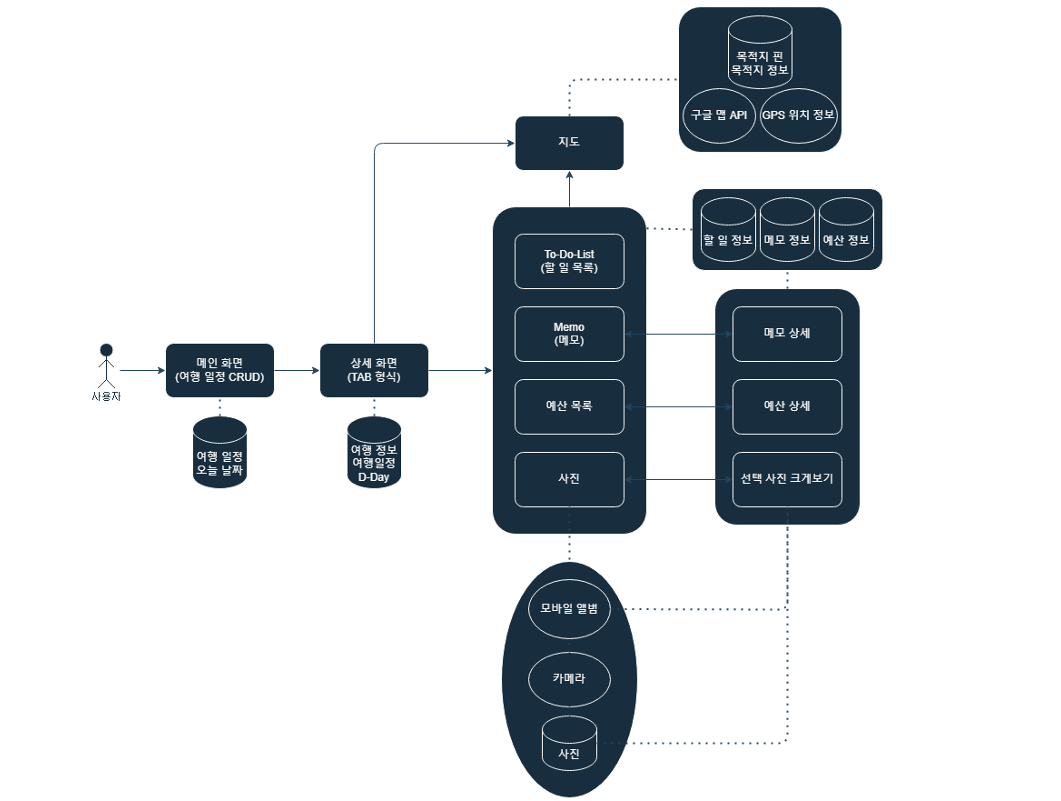 목적지 핀
목적지 정보
구글 맵 API
GPS 위치 정보
지도
할 일 정보
메모 정보
예산 정보
To-Do-List
(할 일 목록)
Memo
(메모)
메모 상세
사용자
메인 화면
(여행 일정 CRUD)
상세 화면
(TAB 형식)
예산 목록
예산 상세
여행 일정
오늘 날짜
여행 정보
여행일정
D-Day
사진
선택 사진 크게보기
모바일 앨범
카메라
사진